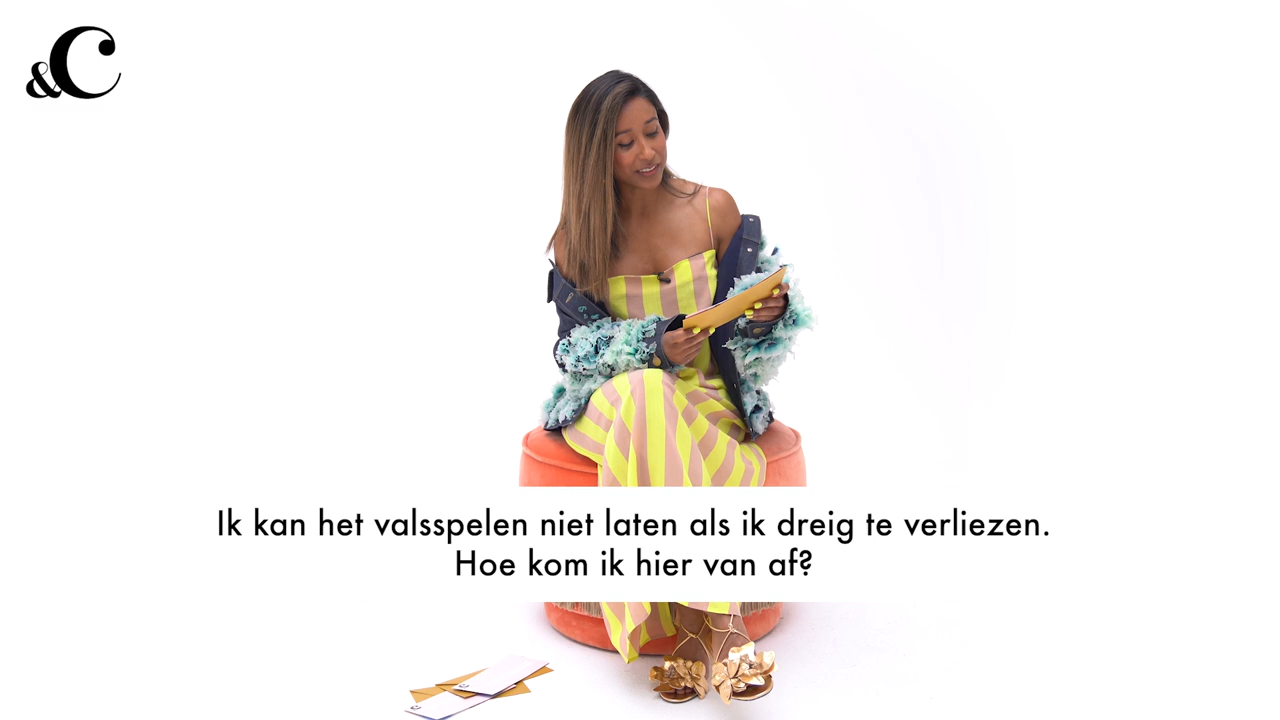 &C
Ik kan het valsspelen niet laten als ik dreig te verliezen.
Hoe kom ik hier van af?